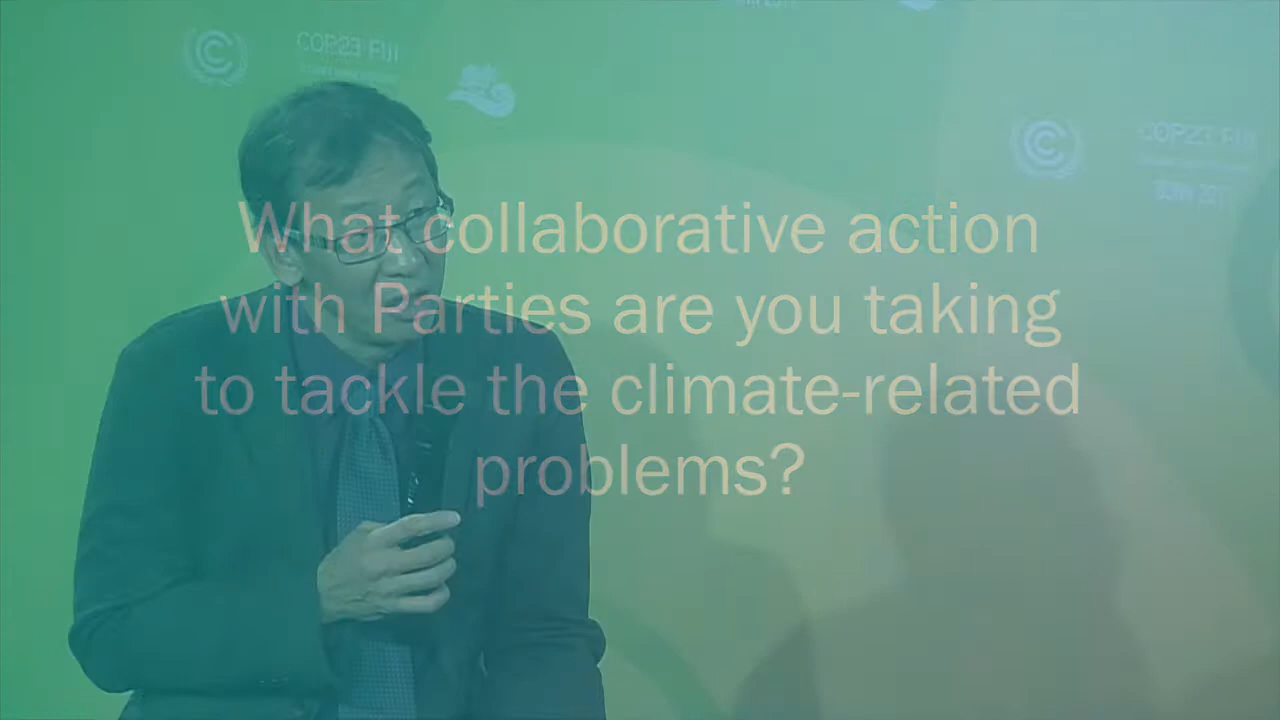 COP23 FIJI
COP23 FIJI
What collaborative action
with Parties are you taking
to tackle the climate-related
problems?